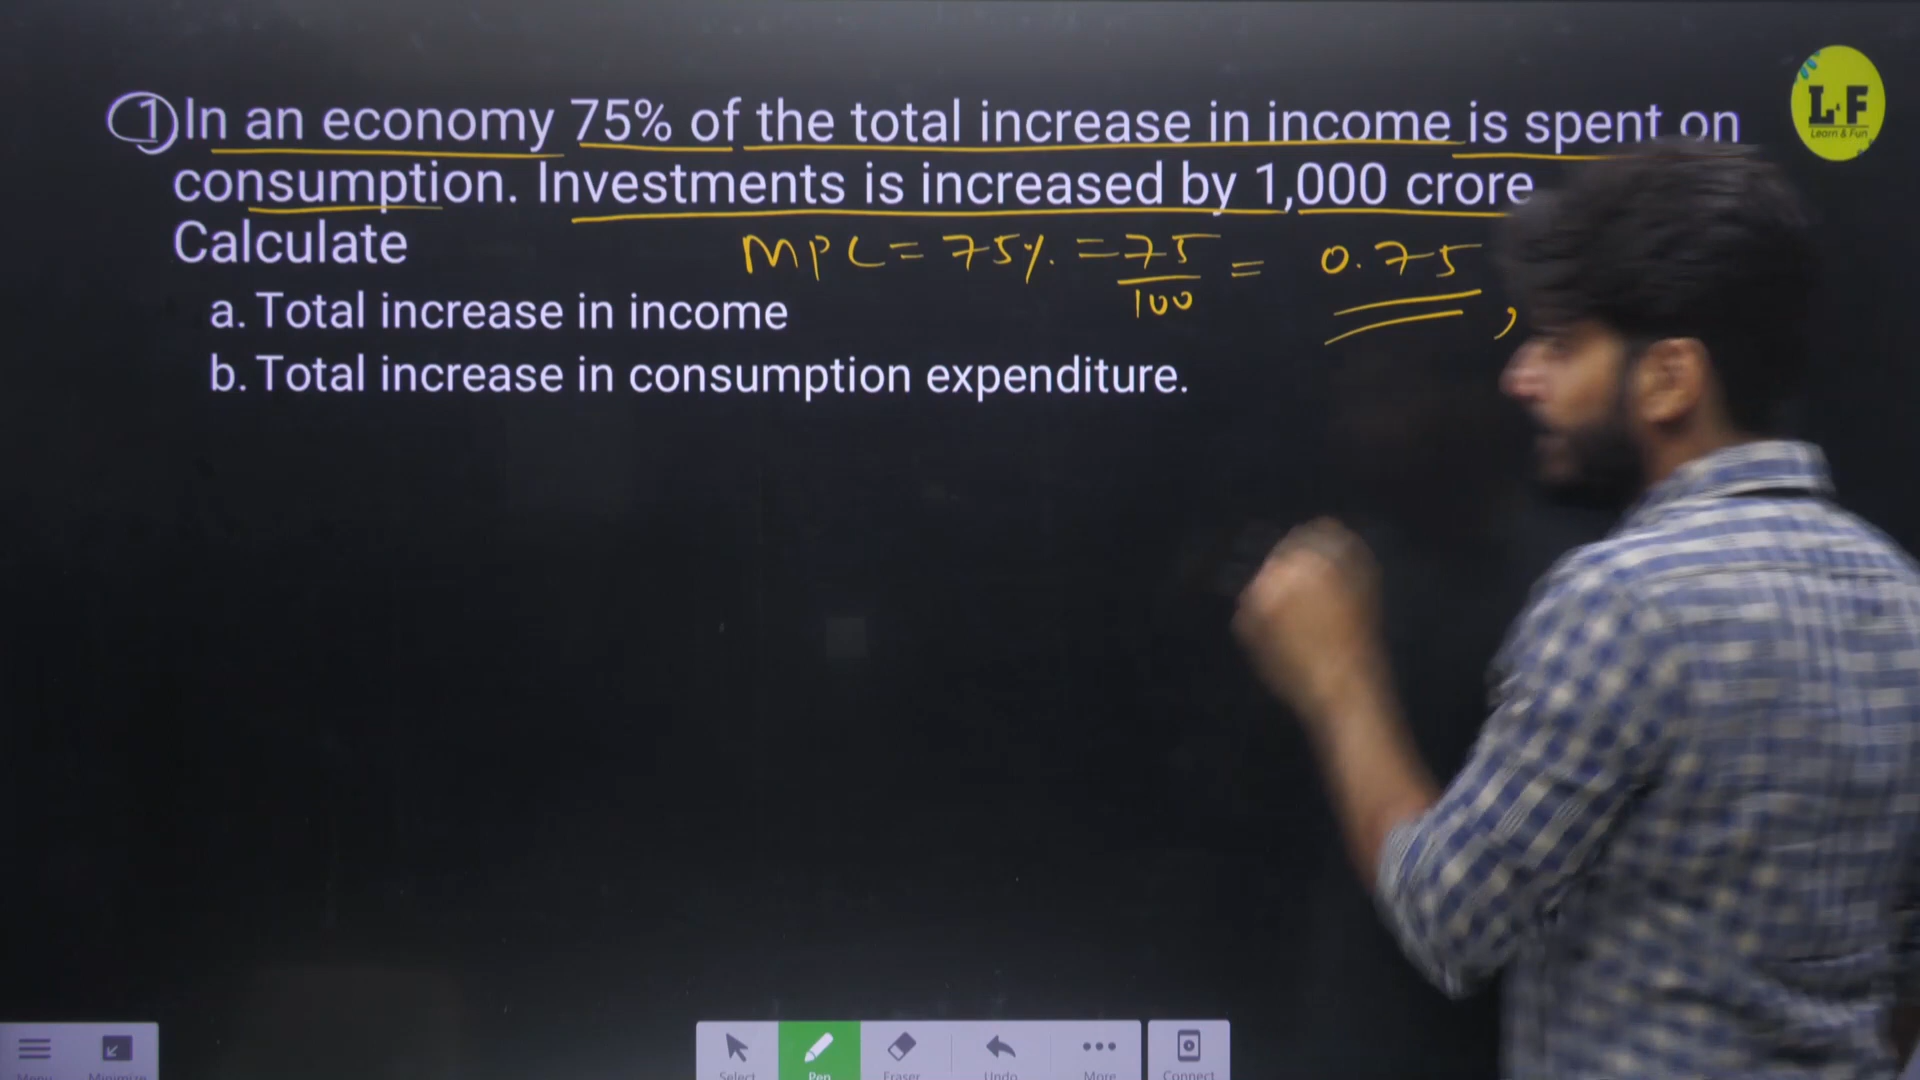 ① In an economy 75% of the total increase in income is spent on
consumption. Investments is increased by 1,000 crore
Calculate
MPC = 75% = 75/100 = 0.75,
a. Total increase in income
b. Total increase in consumption expenditure.
L&F
Learn & Fun
Menu Minimize Select Pen Eraser Undo More Connect